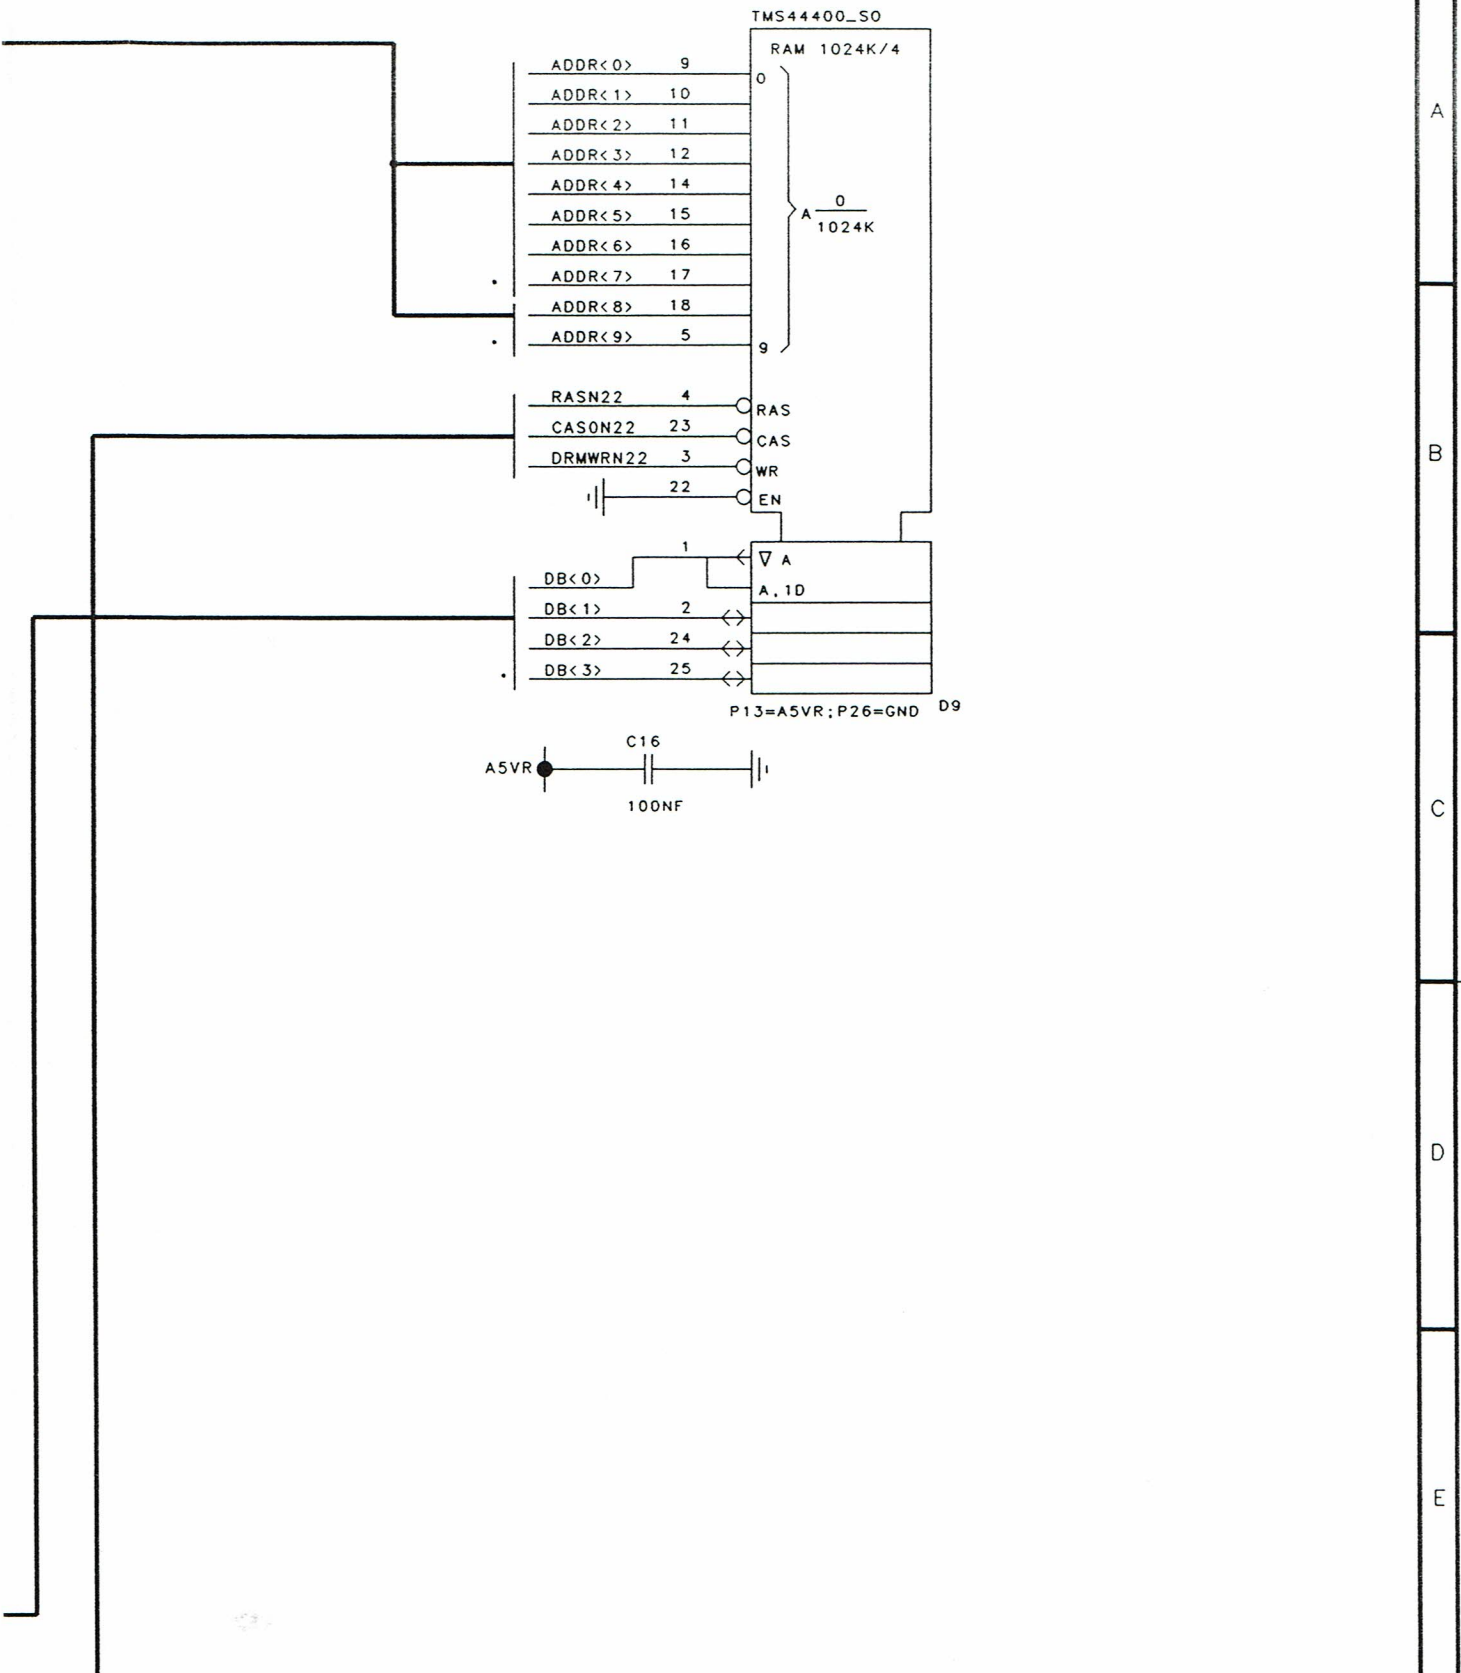 TMS44400_SO
RAM 1024K/4
ADDR<0> 9 0
ADDR<1> 10
ADDR<2> 11
ADDR<3> 12
ADDR<4> 14
ADDR<5> 15
A 0/1024K
ADDR<6> 16
ADDR<7> 17
ADDR<8> 18
ADDR<9> 5 9
RASN22 4 RAS
CAS0N22 23 CAS
DRMWRN22 3 WR
22 EN
1 ▽ A
DB<0> A,1D
DB<1> 2
DB<2> 24
DB<3> 25
P13=A5VR;P26=GND D9
C16
A5VR
100NF
A
B
C
D
E